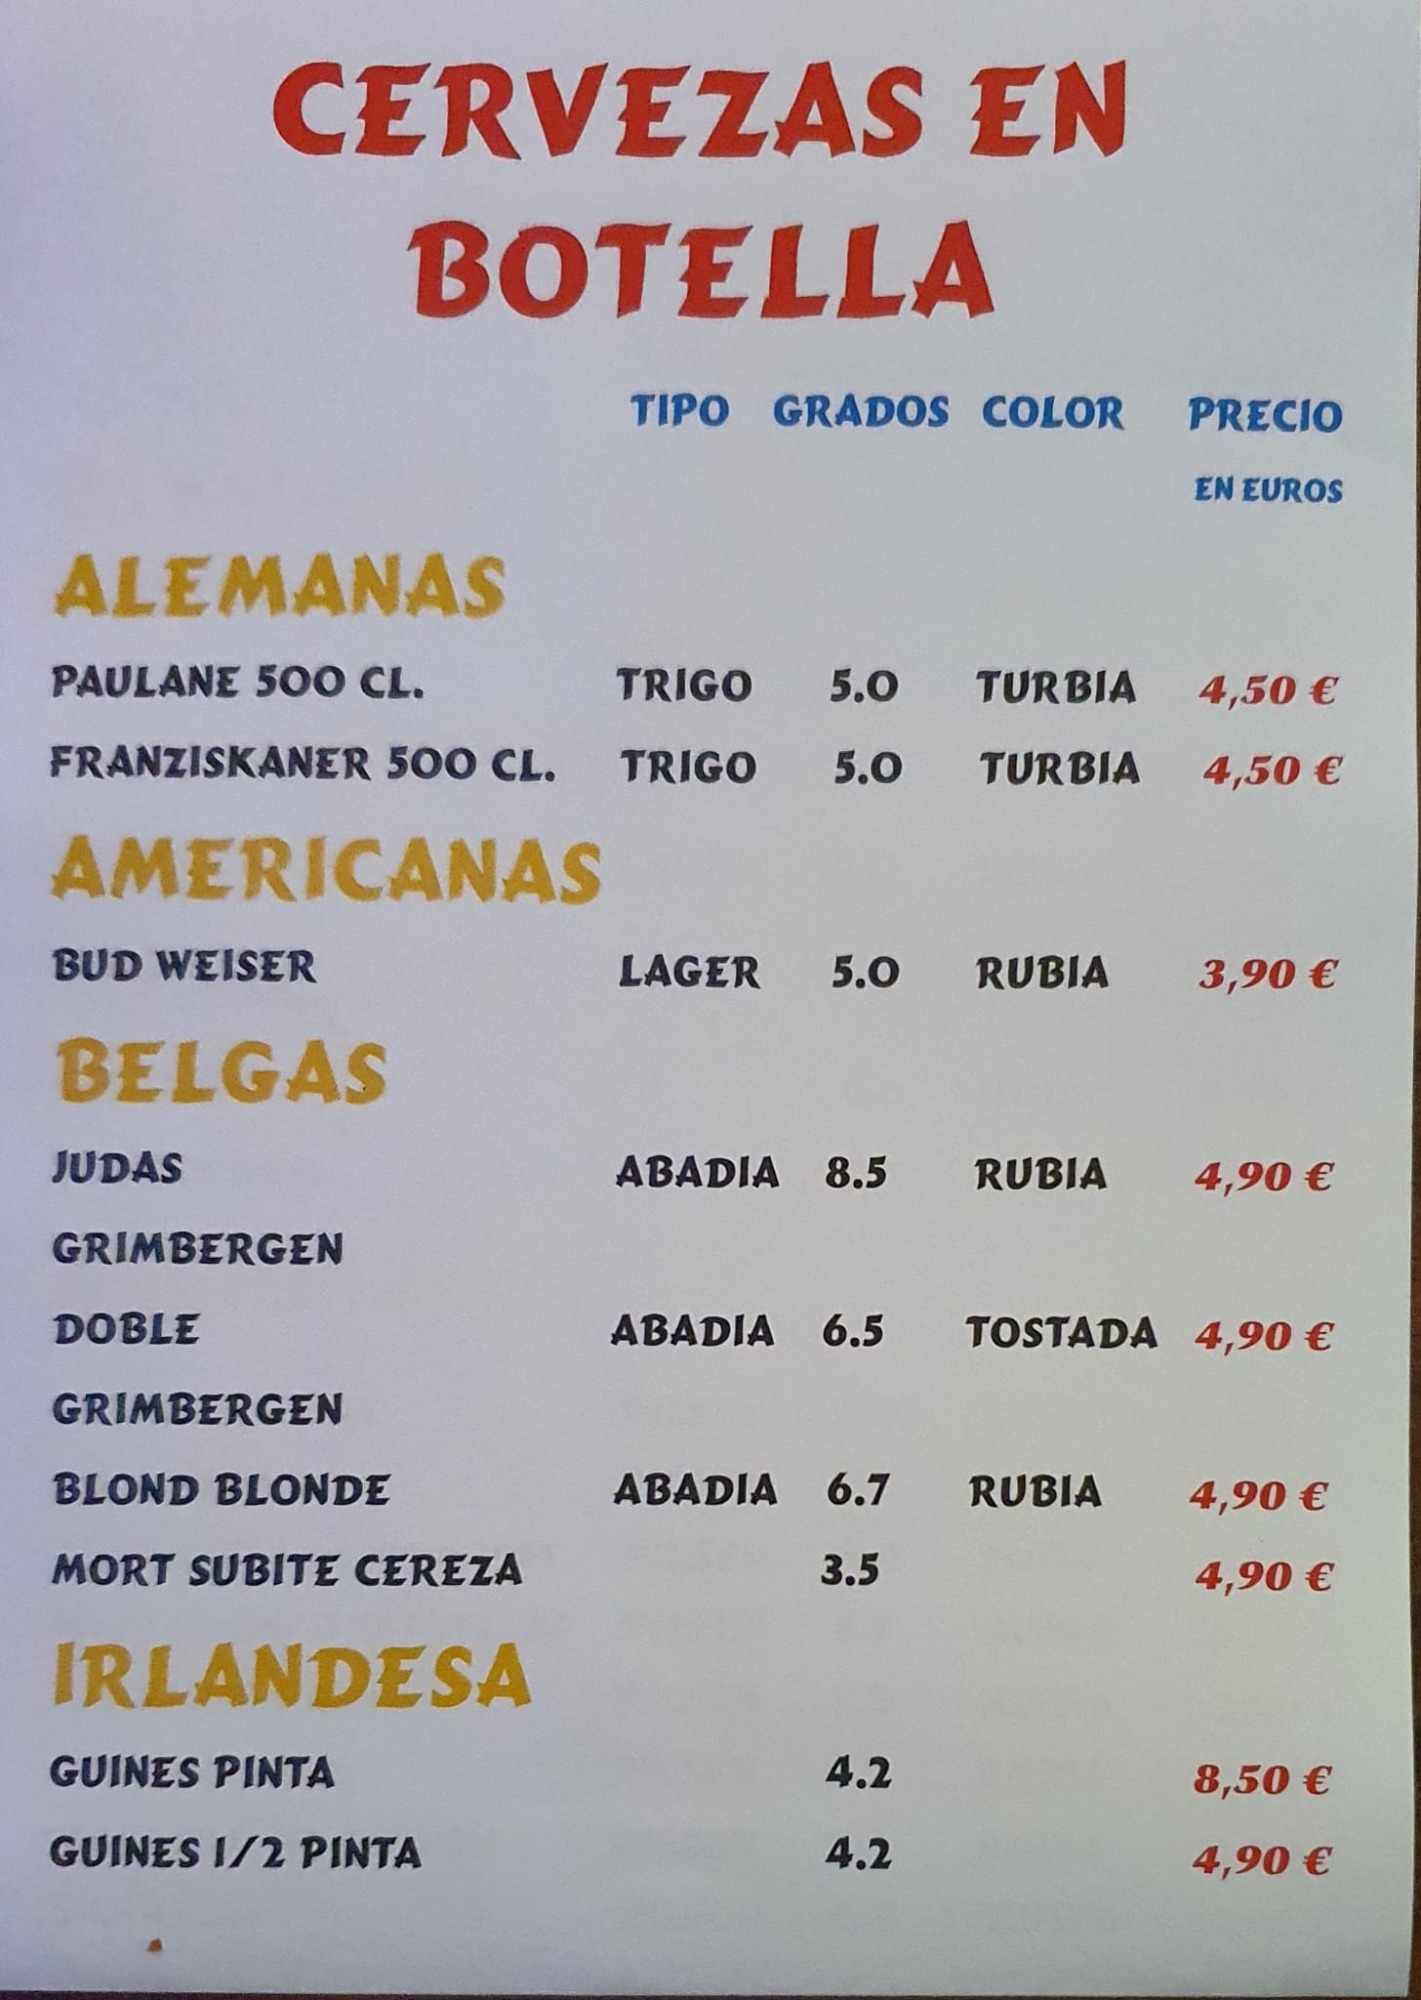 CERVEZAS EN
BOTELLA
TIPO GRADOS COLOR PRECIO
EN EUROS
ALEMANAS
PAULANE 500 CL. TRIGO 5.0 TURBIA 4,50 €
FRANZISKANER 500 CL. TRIGO 5.0 TURBIA 4,50 €
AMERICANAS
BUD WEISER LAGER 5.0 RUBIA 3,90 €
BELGAS
JUDAS ABADIA 8.5 RUBIA 4,90 €
GRIMBERGEN
DOBLE ABADIA 6.5 TOSTADA 4,90 €
GRIMBERGEN
BLOND BLONDE ABADIA 6.7 RUBIA 4,90 €
MORT SUBITE CEREZA 3.5 4,90 €
IRLANDESA
GUINES PINTA 4.2 8,50 €
GUINES 1/2 PINTA 4.2 4,90 €